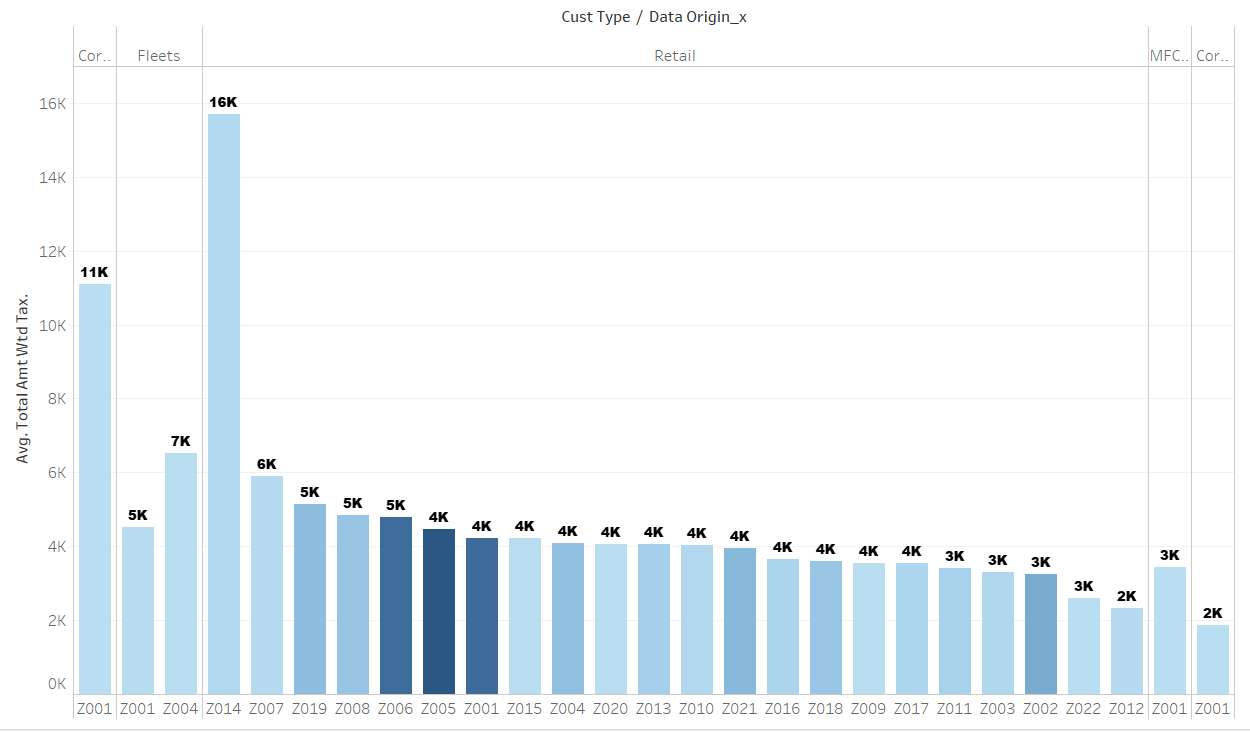 Cust Type / Data Origin_x
Cor.. Fleets Retail MFC.. Cor..
16K
14K
12K
10K
8K
6K
4K
2K
0K
Avg. Total Amt Wtd Tax.
11K 5K 7K 16K 6K 5K 5K 5K 4K 4K 4K 4K 4K 4K 4K 4K 4K 4K 4K 4K 3K 3K 3K 3K 2K 3K 2K
Z001 Z001 Z004 Z014 Z007 Z019 Z008 Z006 Z005 Z001 Z015 Z004 Z020 Z013 Z010 Z021 Z016 Z018 Z009 Z017 Z011 Z003 Z002 Z022 Z012 Z001 Z001